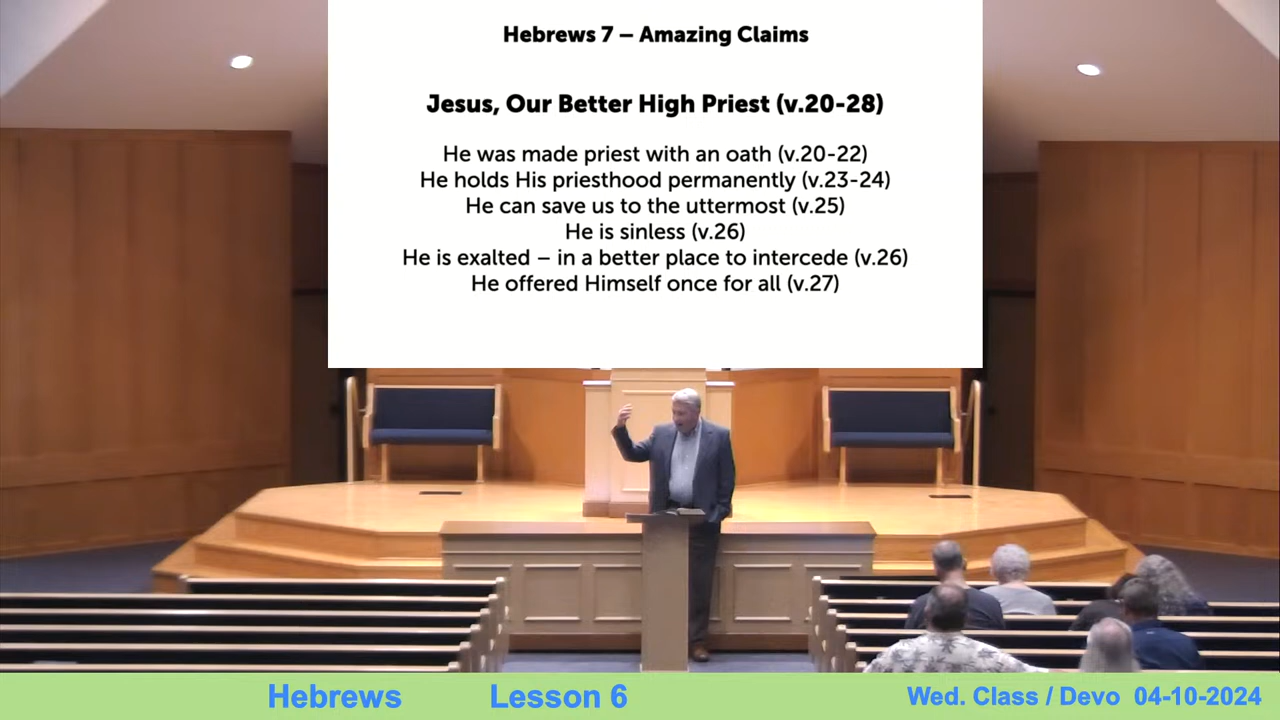 Hebrews 7 – Amazing Claims
Jesus, Our Better High Priest (v.20-28)
He was made priest with an oath (v.20-22)
He holds His priesthood permanently (v.23-24)
He can save us to the uttermost (v.25)
He is sinless (v.26)
He is exalted – in a better place to intercede (v.26)
He offered Himself once for all (v.27)
Hebrews Lesson 6 Wed. Class / Devo 04-10-2024